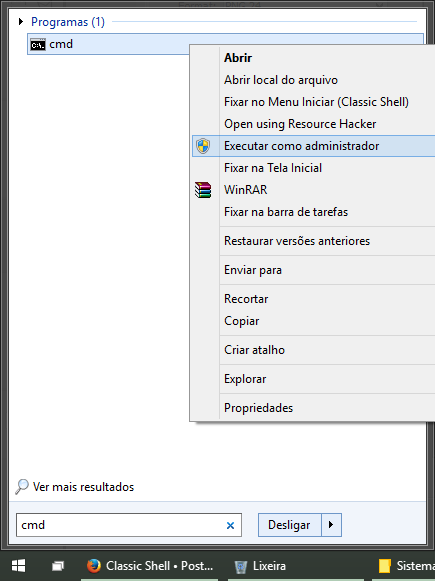 Programas (1)
cmd
Abrir
Abrir local do arquivo
Fixar no Menu Iniciar (Classic Shell)
Open using Resource Hacker
Executar como administrador
Fixar na Tela Inicial
WinRAR
Fixar na barra de tarefas
Restaurar versões anteriores
Enviar para
Recortar
Copiar
Criar atalho
Explorar
Propriedades
Ver mais resultados
cmd
Desligar
Classic Shell • Post...
Lixeira
Sistema